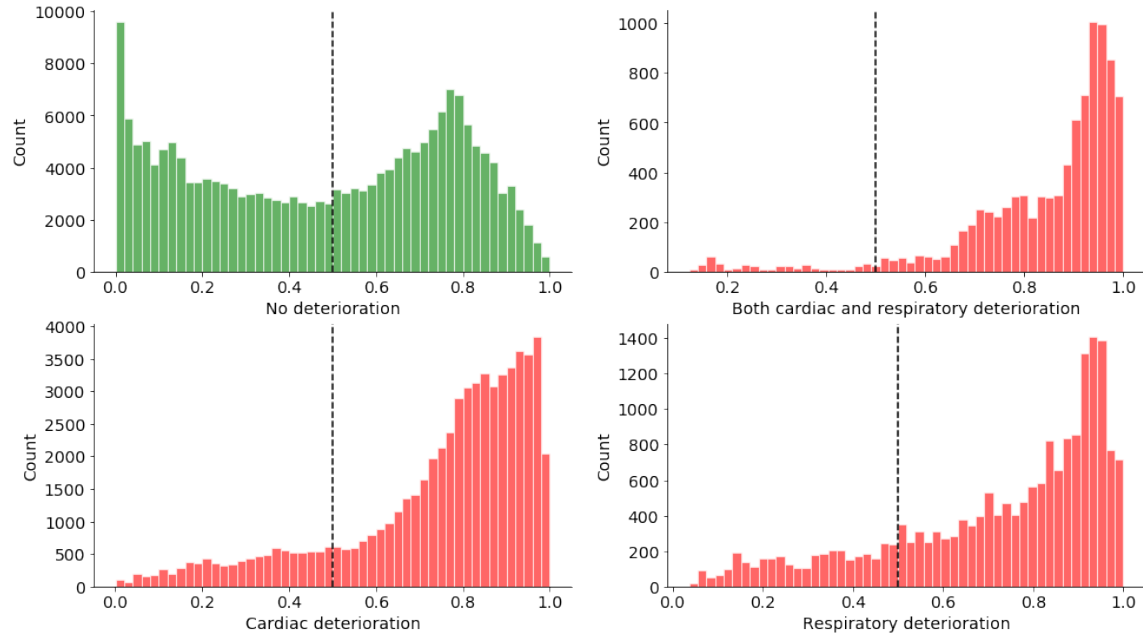 10000
8000
6000
4000
2000
0
Count
0.0 0.2 0.4 0.6 0.8 1.0
No deterioration
1000
800
600
400
200
0
Count
0.2 0.4 0.6 0.8 1.0
Both cardiac and respiratory deterioration
4000
3500
3000
2500
2000
1500
1000
500
0
Count
0.0 0.2 0.4 0.6 0.8 1.0
Cardiac deterioration
1400
1200
1000
800
600
400
200
0
Count
0.0 0.2 0.4 0.6 0.8 1.0
Respiratory deterioration